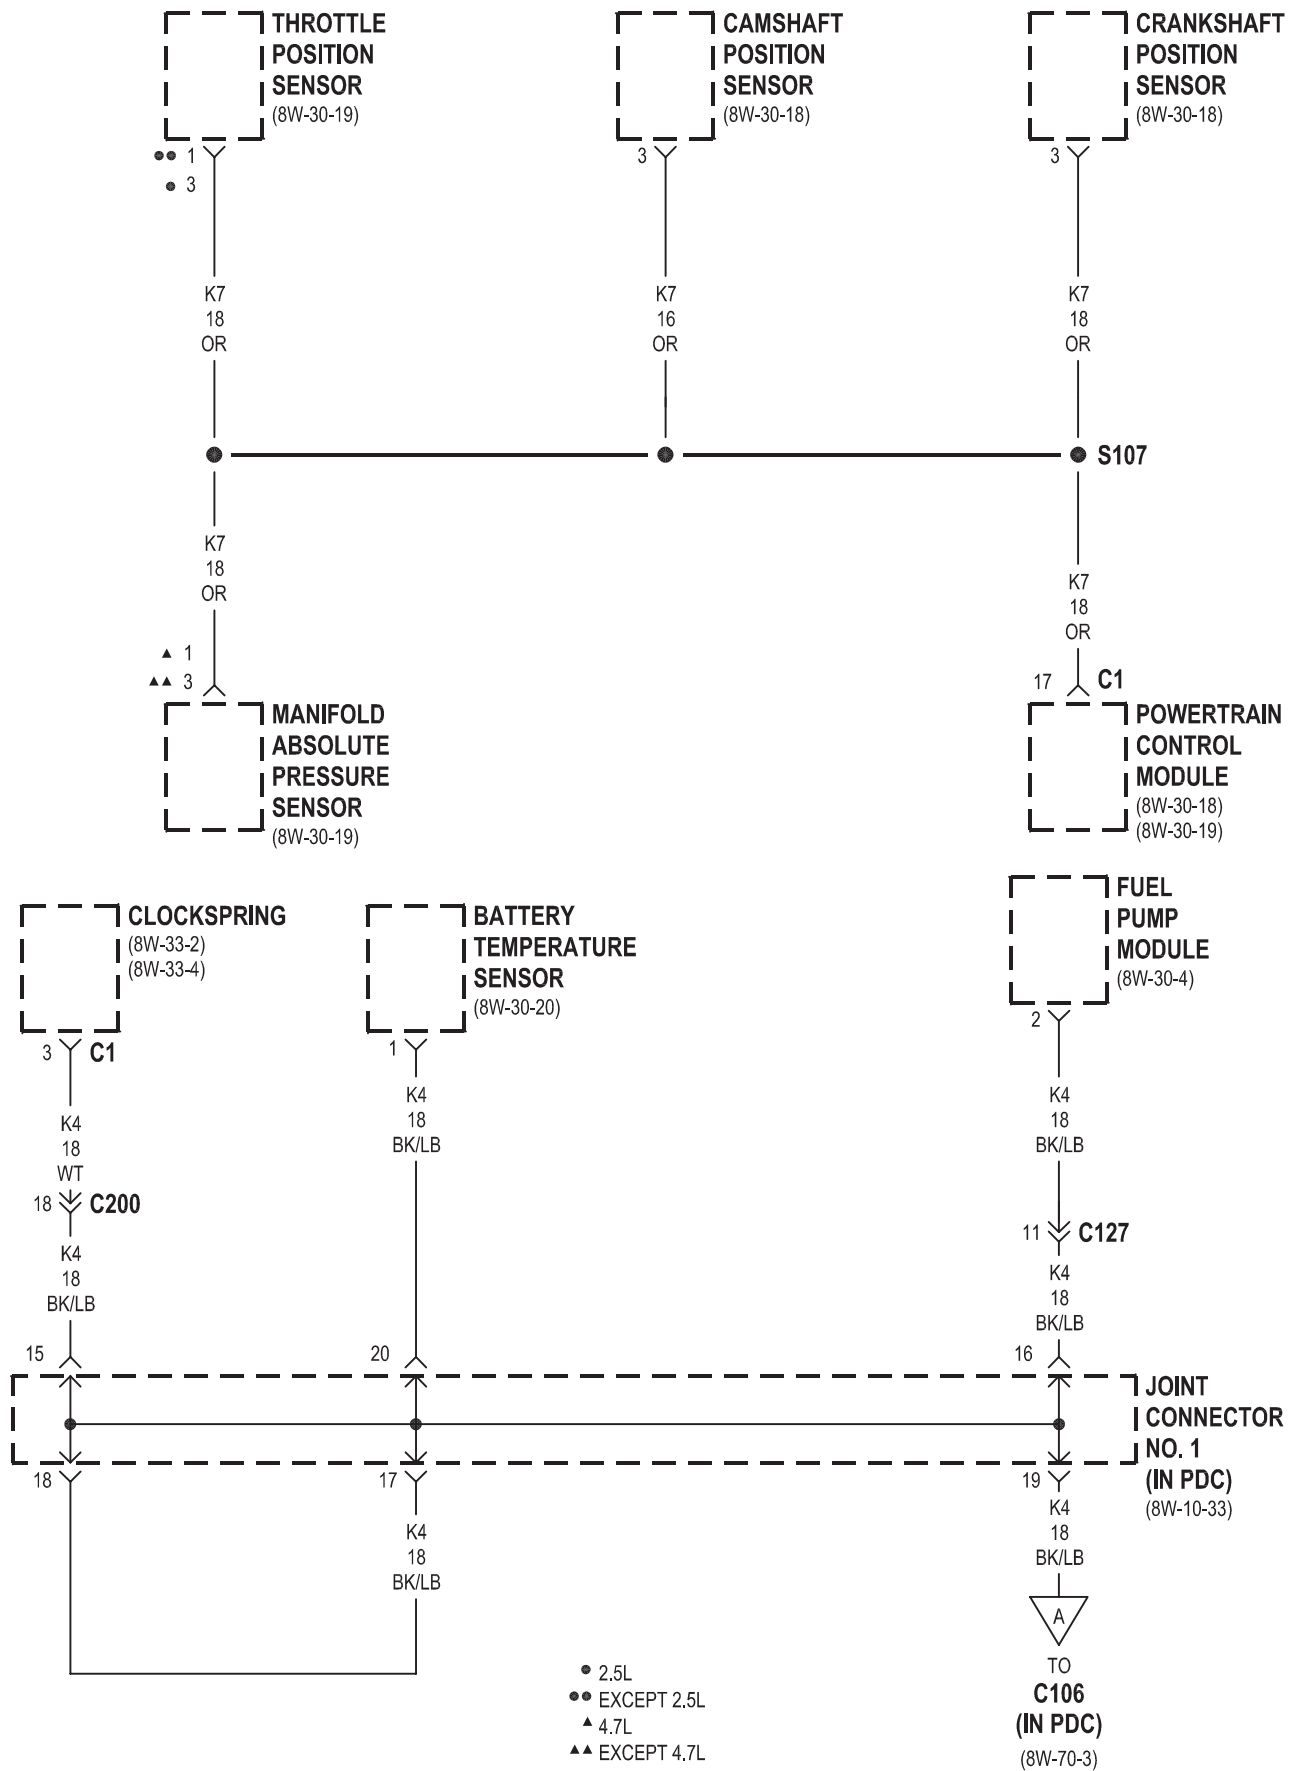 THROTTLE
POSITION
SENSOR
(8W-30-19)
CAMSHAFT
POSITION
SENSOR
(8W-30-18)
CRANKSHAFT
POSITION
SENSOR
(8W-30-18)
●● 1
● 3
3
3
K7
18
OR
K7
16
OR
K7
18
OR
S107
K7
18
OR
K7
18
OR
▲ 1
▲▲ 3
17
C1
MANIFOLD
ABSOLUTE
PRESSURE
SENSOR
(8W-30-19)
POWERTRAIN
CONTROL
MODULE
(8W-30-18)
(8W-30-19)
CLOCKSPRING
(8W-33-2)
(8W-33-4)
BATTERY
TEMPERATURE
SENSOR
(8W-30-20)
FUEL
PUMP
MODULE
(8W-30-4)
3
C1
1
2
K4
18
WT
K4
18
BK/LB
K4
18
BK/LB
18
C200
11
C127
K4
18
BK/LB
K4
18
BK/LB
15
20
16
JOINT
CONNECTOR
NO. 1
(IN PDC)
(8W-10-33)
18
17
19
K4
18
BK/LB
K4
18
BK/LB
A
TO
C106
(IN PDC)
(8W-70-3)
● 2.5L
●● EXCEPT 2.5L
▲ 4.7L
▲▲ EXCEPT 4.7L